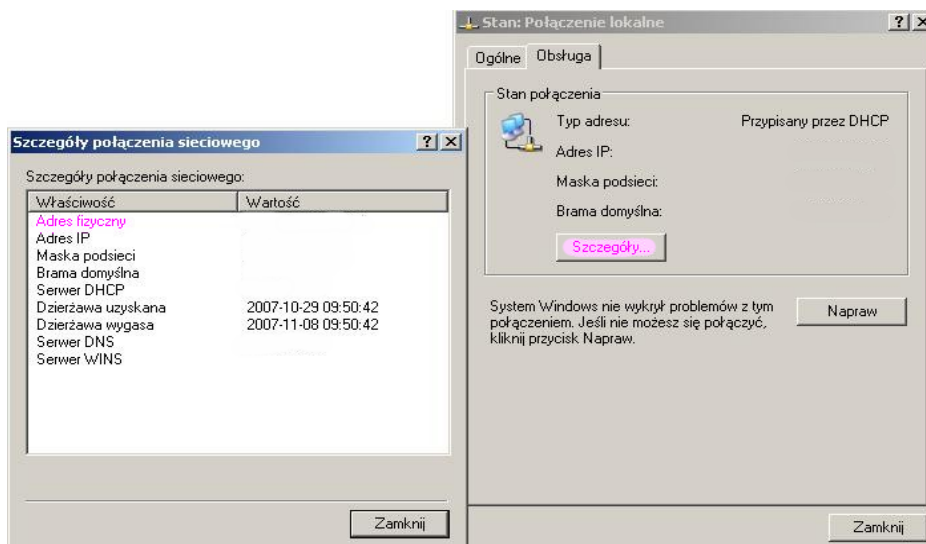 Szczegóły połączenia sieciowego
Szczegóły połączenia sieciowego:
Właściwość Wartość
Adres fizyczny
Adres IP
Maska podsieci
Brama domyślna
Serwer DHCP
Dzierżawa uzyskana 2007-10-29 09:50:42
Dzierżawa wygasa 2007-11-08 09:50:42
Serwer DNS
Serwer WINS
Zamknij
Stan: Połączenie lokalne
Ogólne Obsługa
Stan połączenia
Typ adresu: Przypisany przez DHCP
Adres IP:
Maska podsieci:
Brama domyślna:
Szczegóły...
System Windows nie wykrył problemów z tym
połączeniem. Jeśli nie możesz się połączyć,
kliknij przycisk Napraw.
Napraw
Zamknij